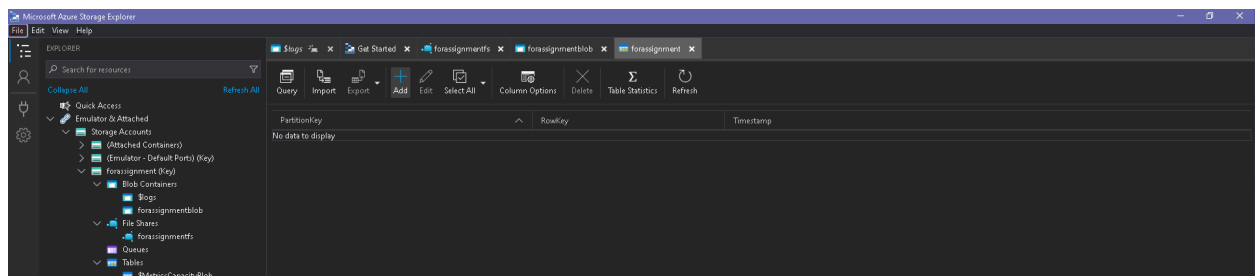 Microsoft Azure Storage Explorer
File Edit View Help
EXPLORER
Search for resources
Collapse All Refresh All
Quick Access
Emulator & Attached
Storage Accounts
(Attached Containers)
(Emulator - Default Ports) (Key)
forassignment (Key)
Blob Containers
$logs
forassignmentblob
File Shares
forassignmentfs
Queues
Tables
$MetricsCapacityBlob
$logs Get Started forassignmentfs forassignmentblob forassignment
Query Import Export Add Edit Select All Column Options Delete Table Statistics Refresh
PartitionKey RowKey Timestamp
No data to display